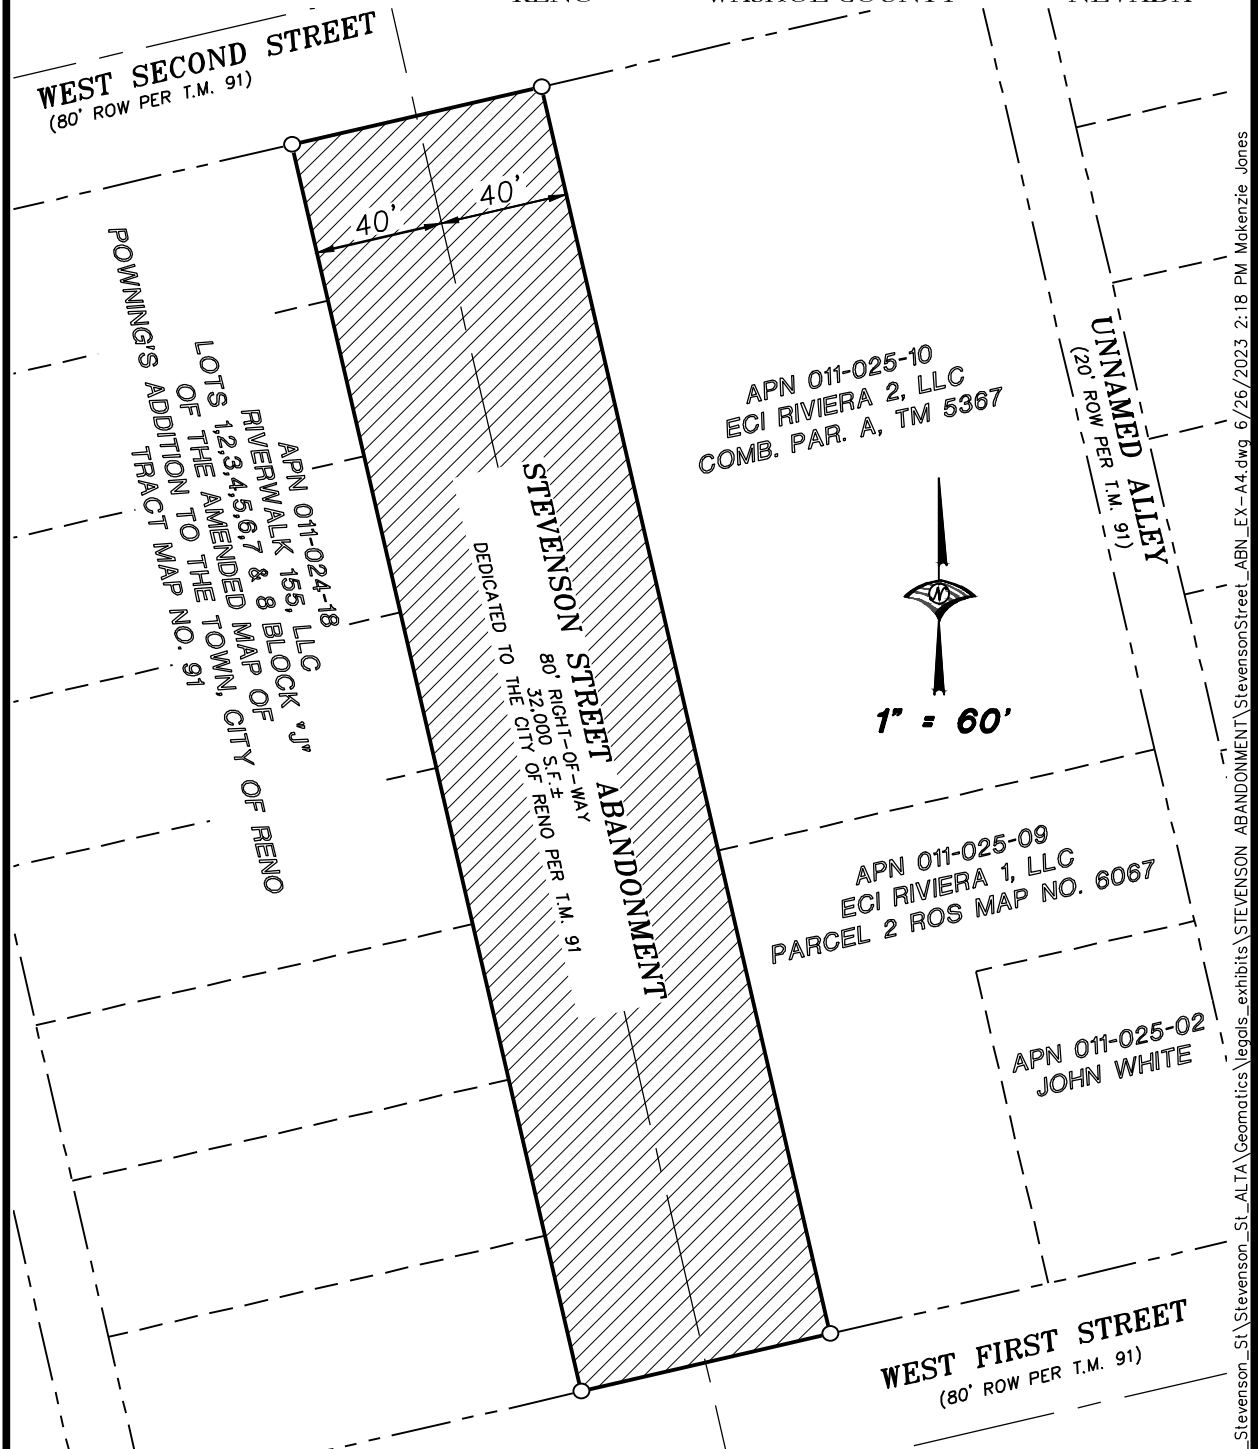 RENO WASHOE COUNTY NEVADA
WEST SECOND STREET
(80' ROW PER T.M. 91)
40'
40'
APN 011-024-18
RIVERWALK 155, LLC
LOTS 1,2,3,4,5,6,7 & 8 BLOCK "J"
OF THE AMENDED MAP OF
POWNING'S ADDITION TO THE TOWN, CITY OF RENO
TRACT MAP NO. 91
STEVENSON STREET ABANDONMENT
80' RIGHT-OF-WAY
32,000 S.F.±
DEDICATED TO THE CITY OF RENO PER T.M. 91
APN 011-025-10
ECI RIVIERA 2, LLC
COMB. PAR. A, TM 5367
UNNAMED ALLEY
(20' ROW PER T.M. 91)
N
1" = 60'
APN 011-025-09
ECI RIVIERA 1, LLC
PARCEL 2 ROS MAP NO. 6067
APN 011-025-02
JOHN WHITE
WEST FIRST STREET
(80' ROW PER T.M. 91)
_Stevenson_St\Stevenson_St_ALTA\Geomatics\legals_exhibits\STEVENSON ABANDONMENT\StevensonStreet_ABN_EX-A4.dwg 6/26/2023 2:18 PM Makenzie Jones